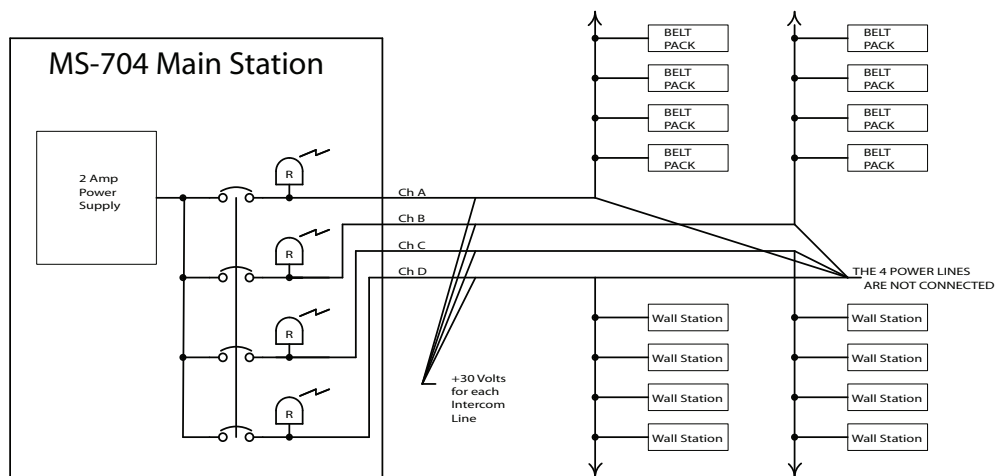 MS-704 Main Station
2 Amp
Power
Supply
R
R
R
R
Ch A
Ch B
Ch C
Ch D
+30 Volts
for each
Intercom
Line
BELT
PACK
BELT
PACK
BELT
PACK
BELT
PACK
BELT
PACK
BELT
PACK
BELT
PACK
BELT
PACK
THE 4 POWER LINES
ARE NOT CONNECTED
Wall Station
Wall Station
Wall Station
Wall Station
Wall Station
Wall Station
Wall Station
Wall Station